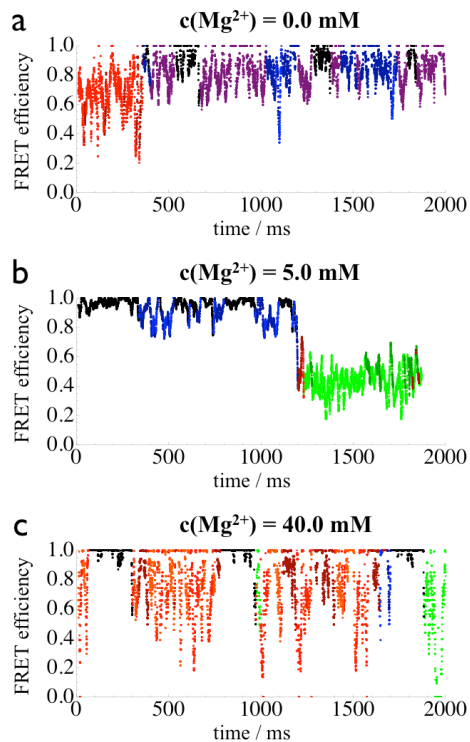 a
c(Mg²⁺) = 0.0 mM
FRET efficiency
1.0
0.8
0.6
0.4
0.2
0.0
0 500 1000 1500 2000
time / ms
b
c(Mg²⁺) = 5.0 mM
FRET efficiency
1.0
0.8
0.6
0.4
0.2
0.0
0 500 1000 1500 2000
time / ms
c
c(Mg²⁺) = 40.0 mM
FRET efficiency
1.0
0.8
0.6
0.4
0.2
0.0
0 500 1000 1500 2000
time / ms